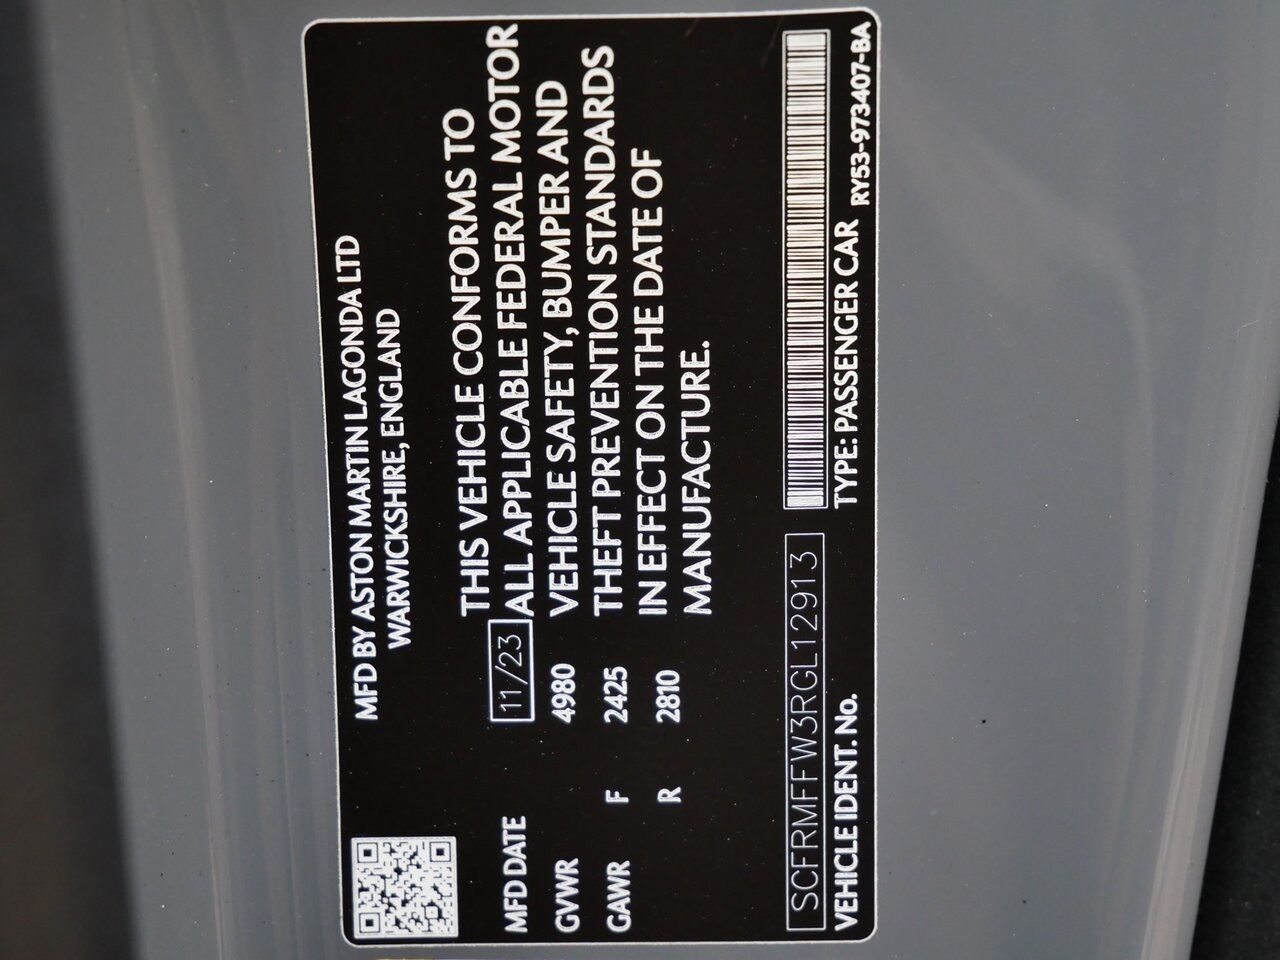 MFD BY ASTON MARTIN LAGONDA LTD
WARWICKSHIRE, ENGLAND
MFD DATE 11/23
GVWR 4980
GAWR F 2425
R 2810
THIS VEHICLE CONFORMS TO
ALL APPLICABLE FEDERAL MOTOR
VEHICLE SAFETY, BUMPER AND
THEFT PREVENTION STANDARDS
IN EFFECT ON THE DATE OF
MANUFACTURE.
SCFRMFFW3RGL12913
VEHICLE IDENT. No. TYPE: PASSENGER CAR RY53-973407-BA